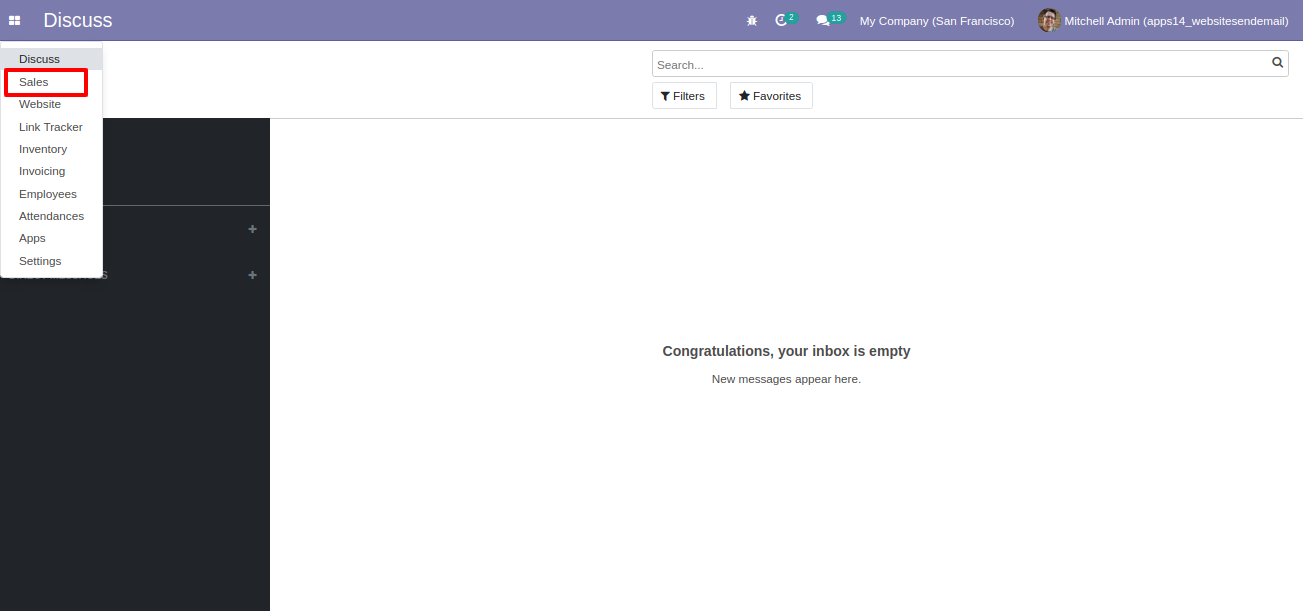 Discuss
2
13
My Company (San Francisco)
Mitchell Admin (apps14_websitesendemail)
Discuss
Sales
Website
Link Tracker
Inventory
Invoicing
Employees
Attendances
Apps
Settings
Search...
Filters
Favorites
+
+
Congratulations, your inbox is empty
New messages appear here.